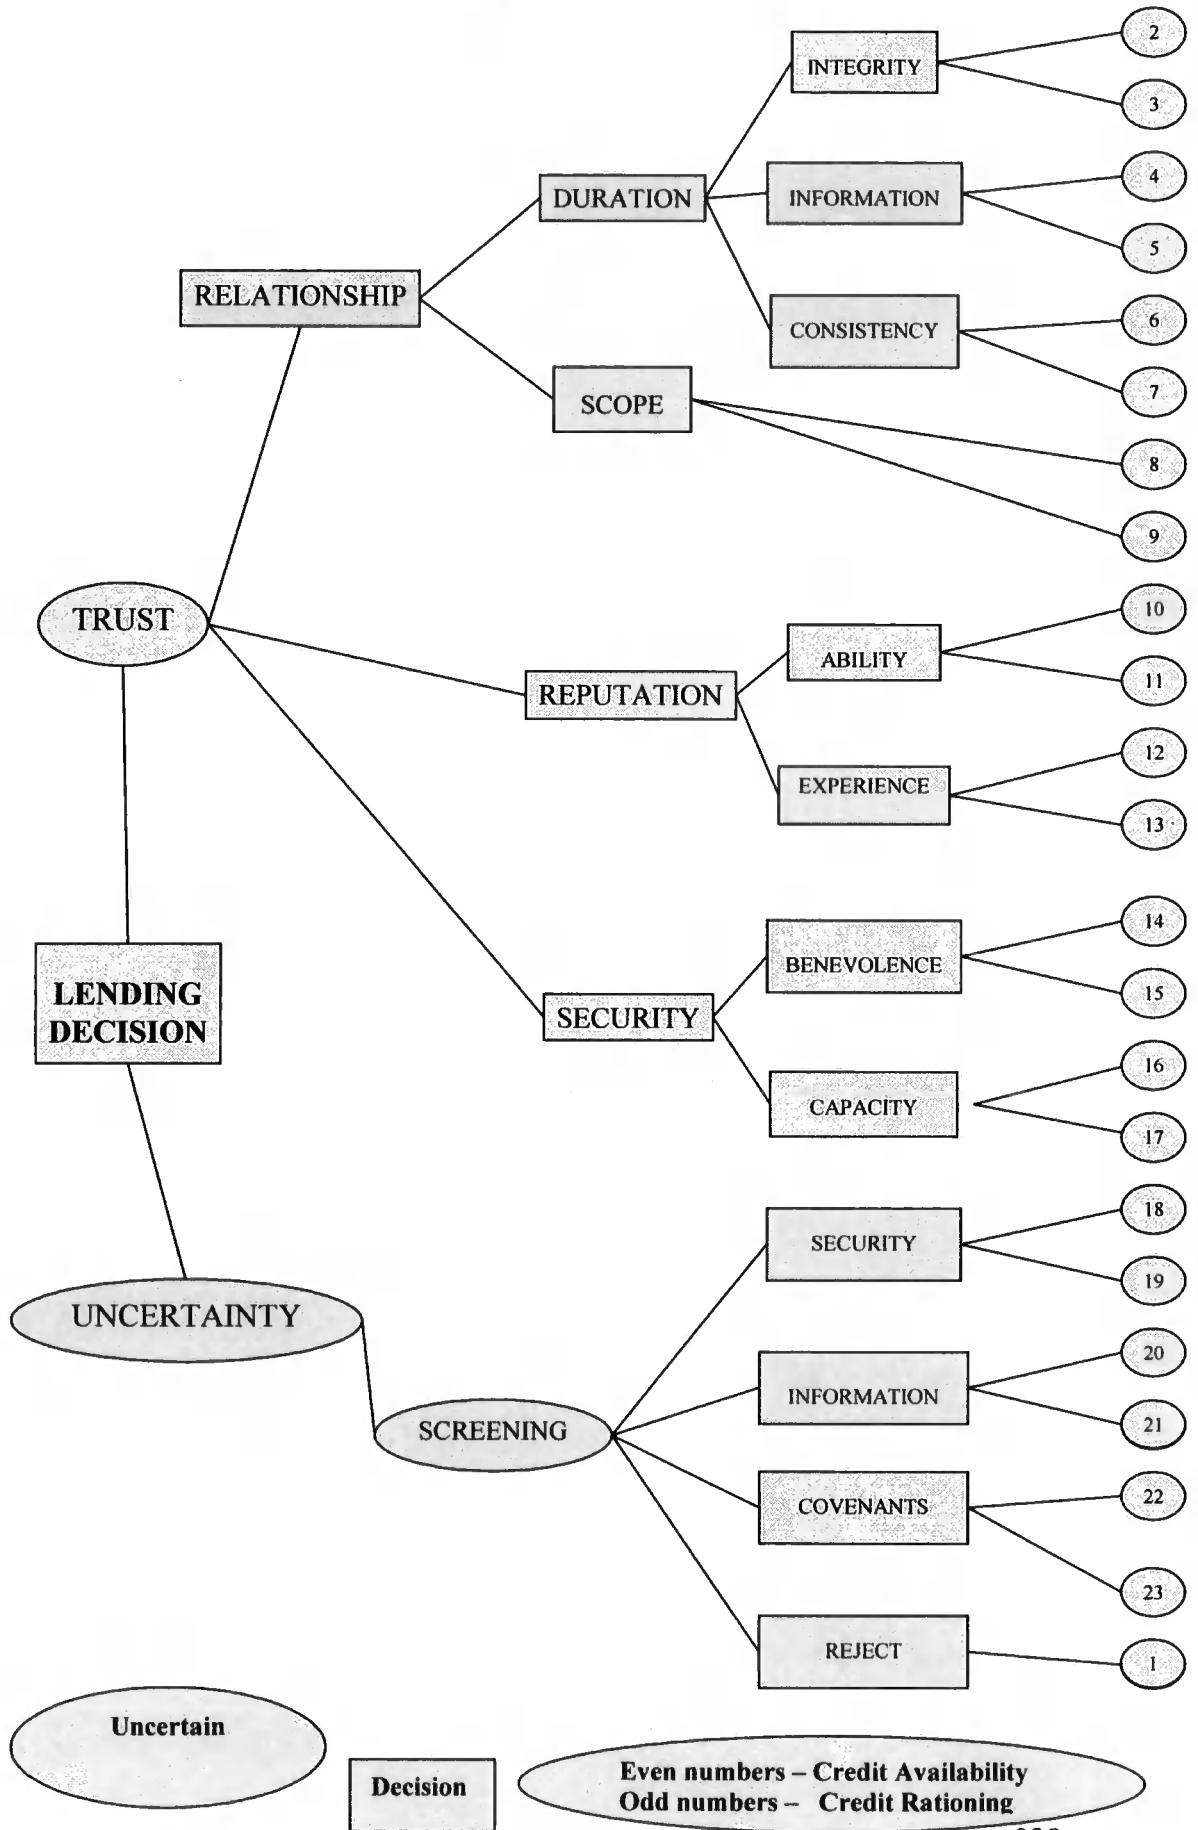 2
INTEGRITY
3
4
DURATION
INFORMATION
5
RELATIONSHIP
6
CONSISTENCY
7
SCOPE
8
9
TRUST
10
ABILITY
11
REPUTATION
12
EXPERIENCE
13
14
BENEVOLENCE
15
LENDING
DECISION
SECURITY
16
CAPACITY
17
18
SECURITY
19
UNCERTAINTY
20
INFORMATION
21
SCREENING
22
COVENANTS
23
REJECT
1
Uncertain
Decision
Even numbers – Credit Availability
Odd numbers – Credit Rationing